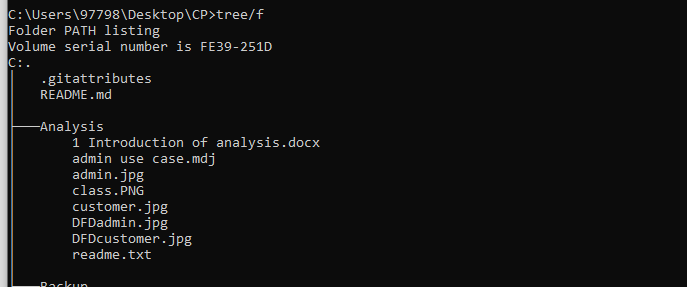 C:\Users\97798\Desktop\CP>tree/f
Folder PATH listing
Volume serial number is FE39-251D
C:.
.gitattributes
README.md
Analysis
1 Introduction of analysis.docx
admin use case.mdj
admin.jpg
class.PNG
customer.jpg
DFDadmin.jpg
DFDcustomer.jpg
readme.txt
Backup